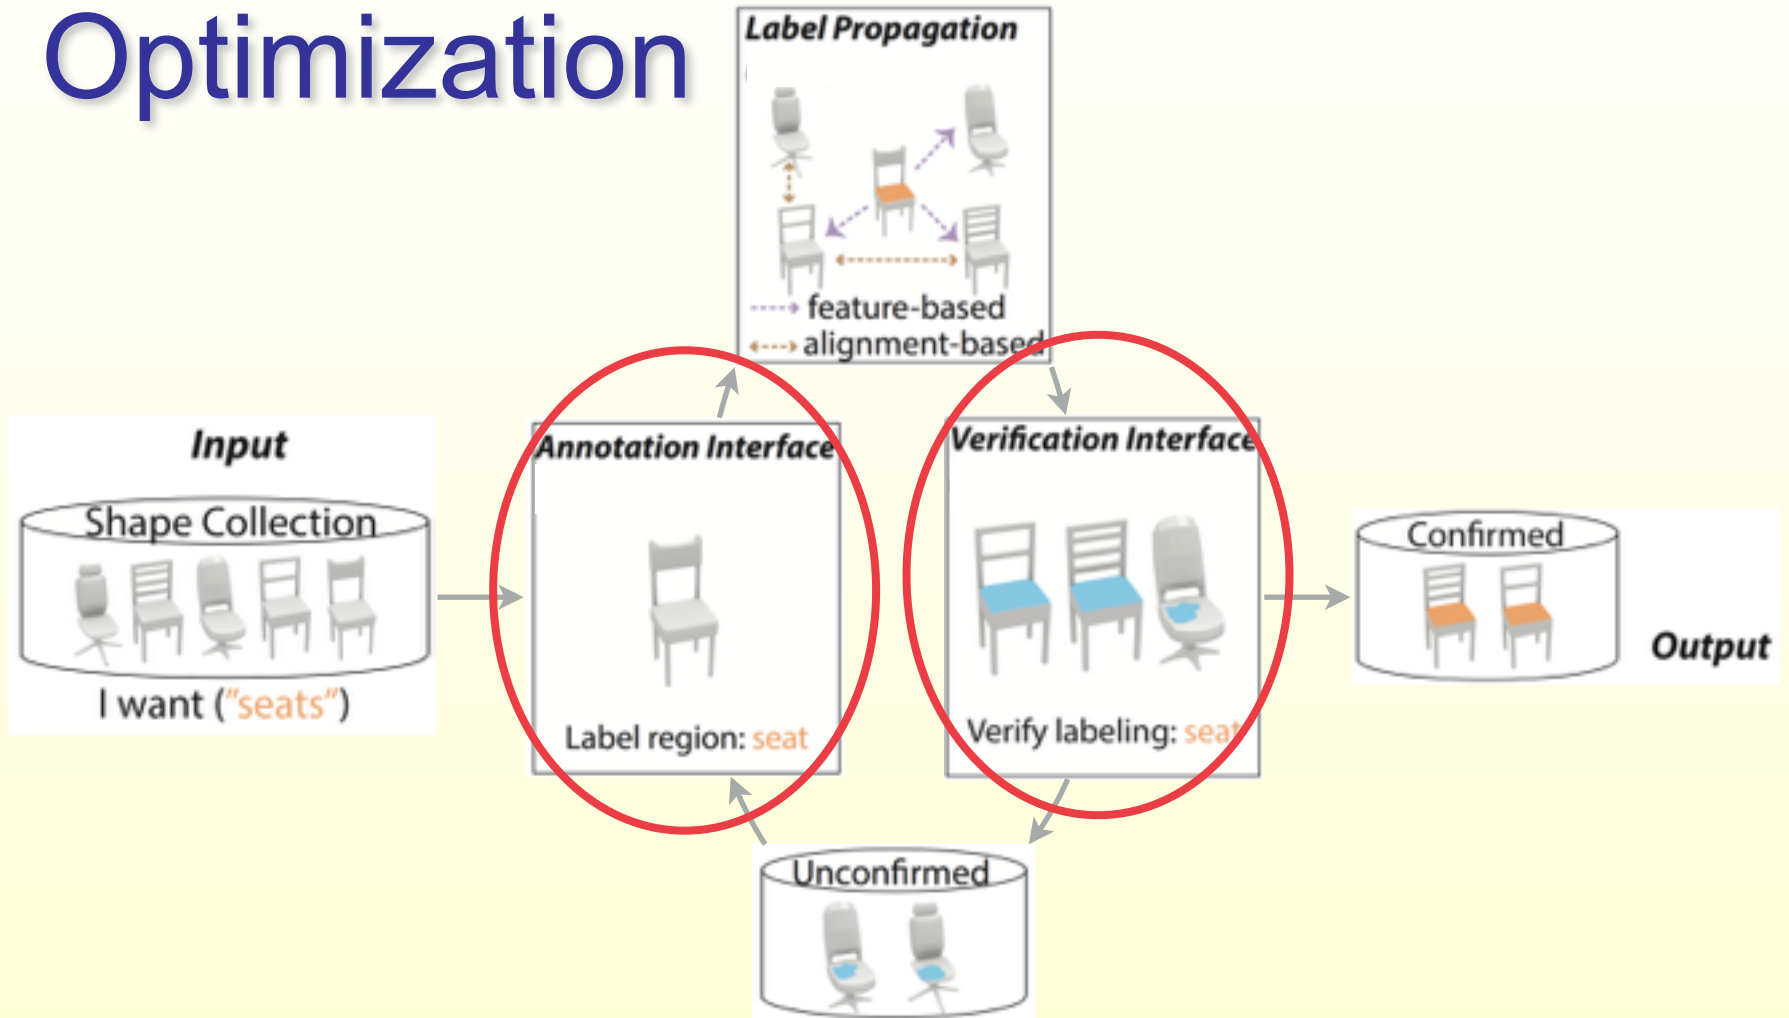 Optimization
Label Propagation
feature-based
alignment-based
Input
Shape Collection
I want ("seats")
Annotation Interface
Label region: seat
Verification Interface
Verify labeling: seat
Confirmed
Output
Unconfirmed